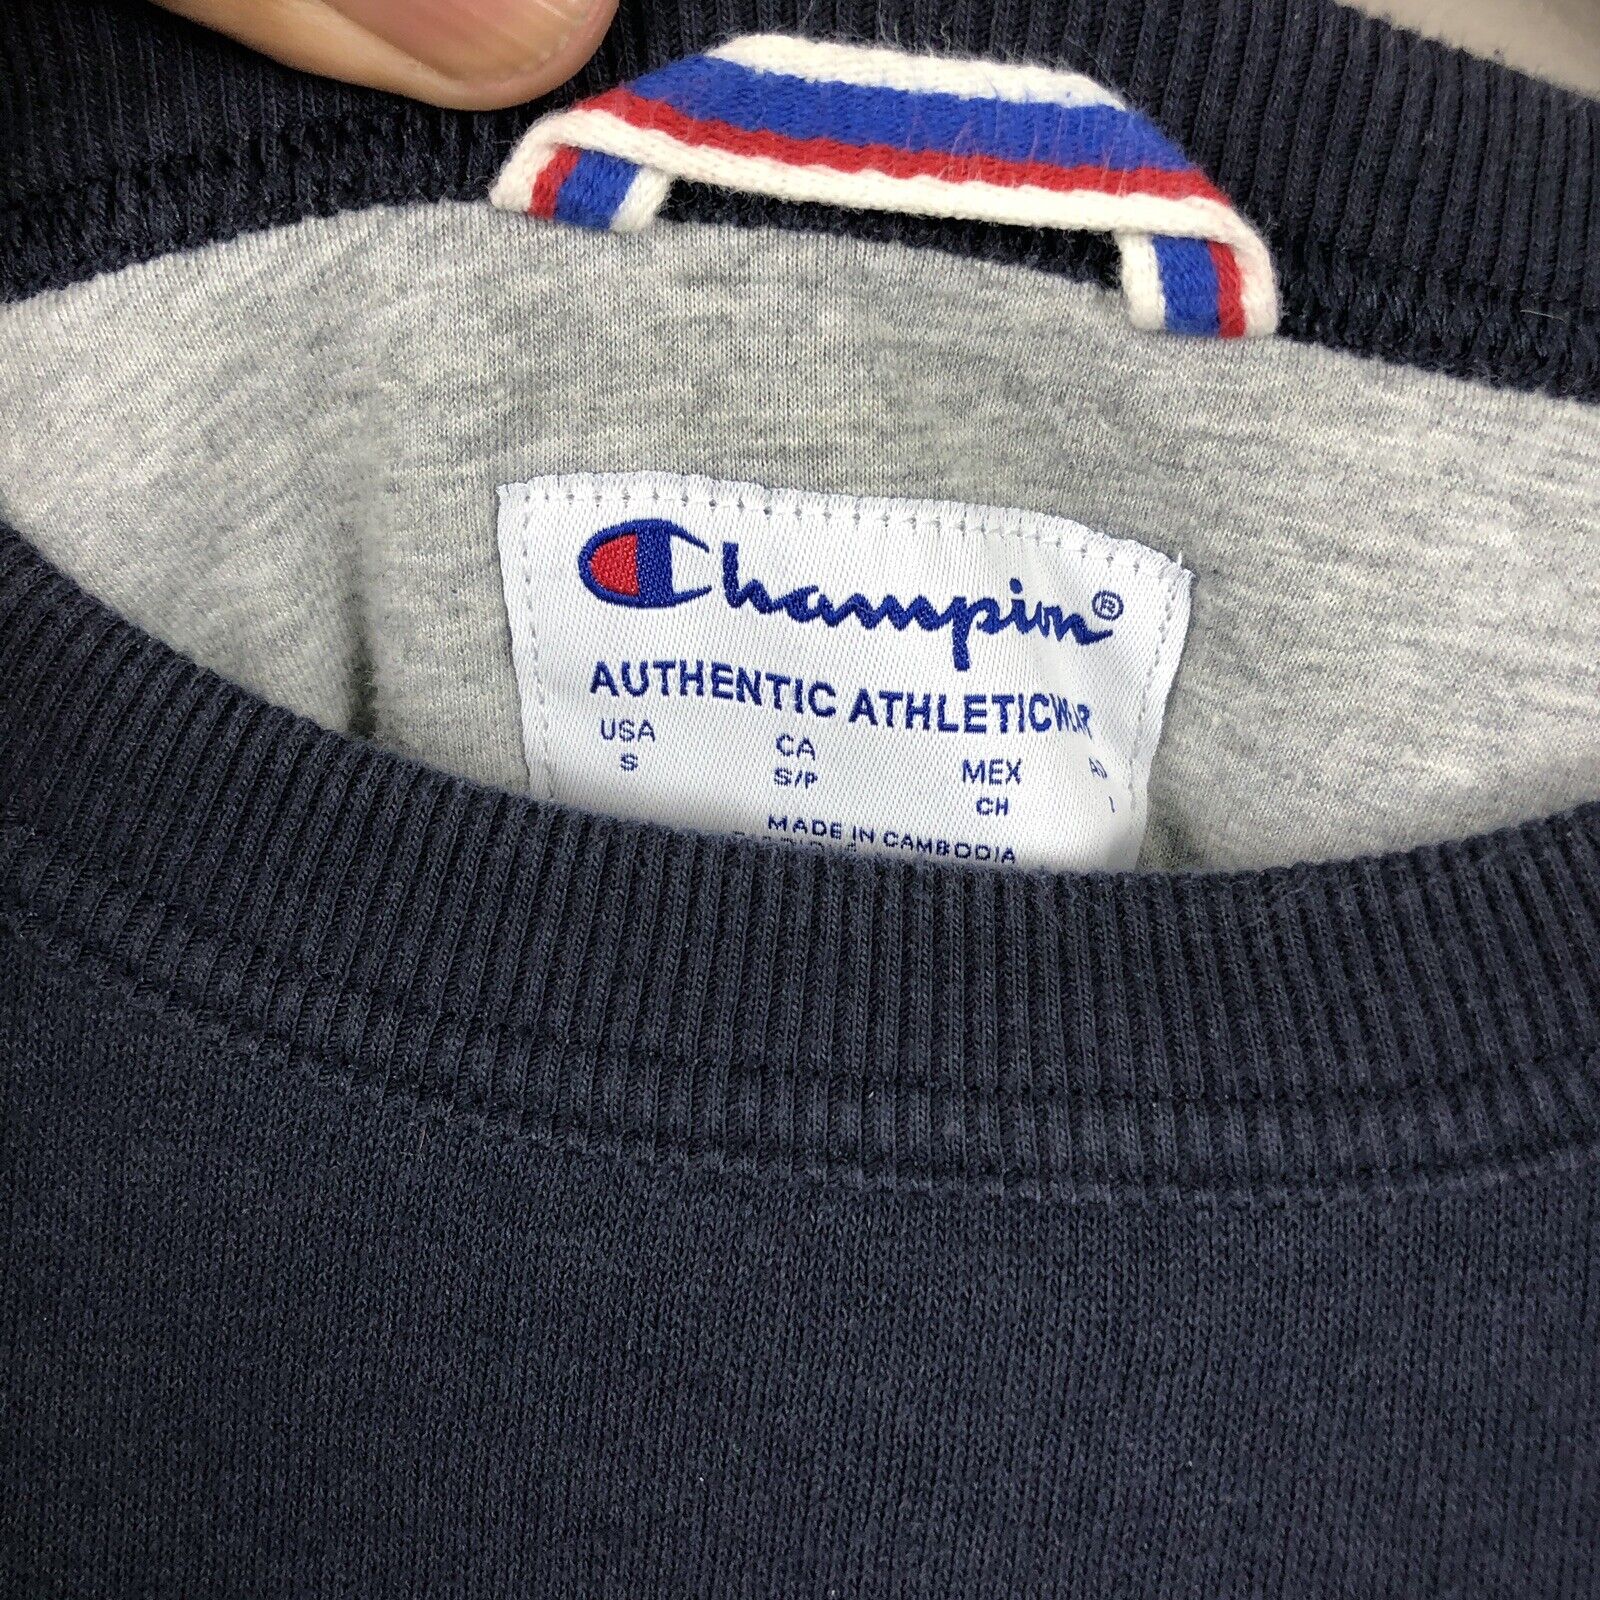 Champion®
AUTHENTIC ATHLETICWEAR
USA CA MEX
S S/P CH
MADE IN CAMBODIA